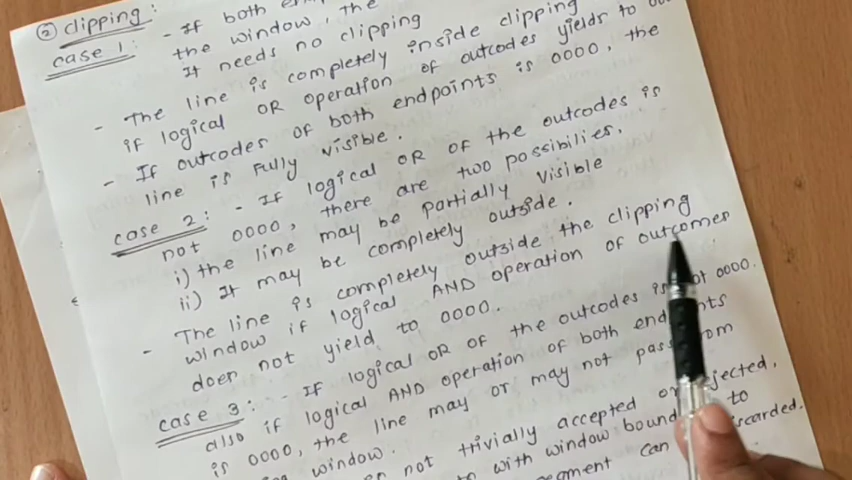 ② clipping:
case 1: - If both
the window, the
It needs no clipping
- The line is completely inside clipping
if logical OR operation of outcodes yields to
- If outcodes of both endpoints is 0000, the
line is fully visible.
case 2: - If logical OR of the outcodes is
not 0000, there are two possibilies.
i) the line may be partially visible
ii) It may be completely outside.
- The line is completely outside the clipping
window if logical AND operation of outcomes
does not yield to 0000.
case 3: - If logical OR of the outcodes is not 0000.
also if logical AND operation of both endpoints
is 0000, the line may or may not pass from
window.
not trivially accepted or rejected,
with window to
segment can discarded.